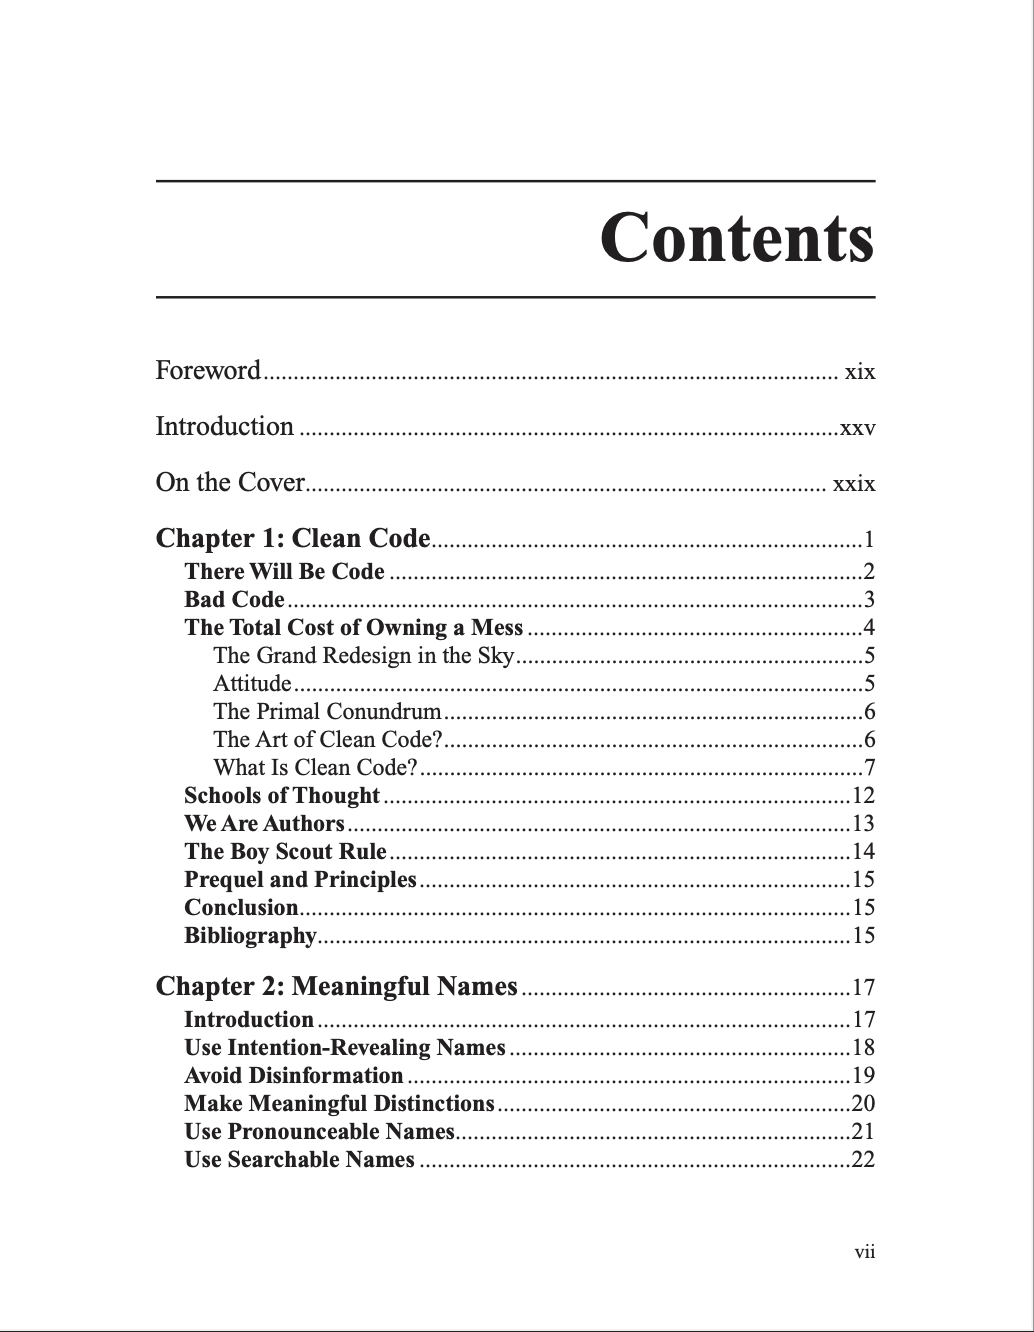 Contents
Foreword................................................................................................ xix
Introduction ..........................................................................................xxv
On the Cover....................................................................................... xxix
Chapter 1: Clean Code........................................................................1
There Will Be Code ...............................................................................2
Bad Code................................................................................................3
The Total Cost of Owning a Mess ........................................................4
The Grand Redesign in the Sky..........................................................5
Attitude...............................................................................................5
The Primal Conundrum......................................................................6
The Art of Clean Code?......................................................................6
What Is Clean Code?..........................................................................7
Schools of Thought ..............................................................................12
We Are Authors....................................................................................13
The Boy Scout Rule.............................................................................14
Prequel and Principles........................................................................15
Conclusion............................................................................................15
Bibliography.........................................................................................15
Chapter 2: Meaningful Names .......................................................17
Introduction .........................................................................................17
Use Intention-Revealing Names .........................................................18
Avoid Disinformation ..........................................................................19
Make Meaningful Distinctions...........................................................20
Use Pronounceable Names..................................................................21
Use Searchable Names ........................................................................22
vii